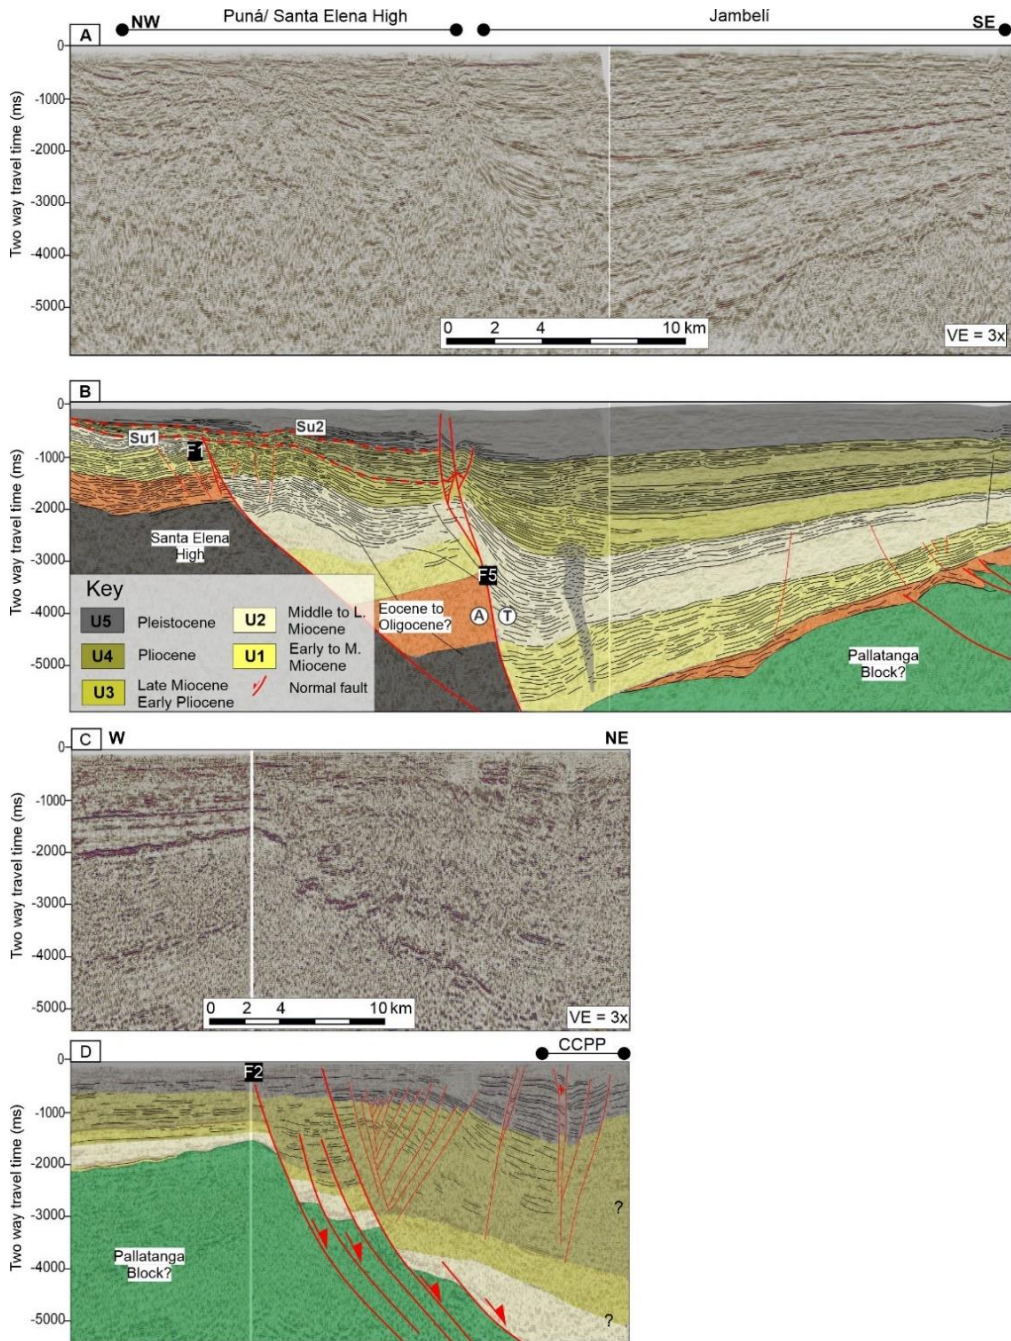 Puná/ Santa Elena High
Jambelí
A
NW
SE
Two way travel time (ms)
0
-1000
-2000
-3000
-4000
-5000
0 2 4 10 km
VE = 3x
B
Two way travel time (ms)
0
-1000
-2000
-3000
-4000
-5000
Su1
F1
Su2
Santa Elena
High
F5
Eocene to
Oligocene?
A T
Pallatanga
Block?
Key
U5 Pleistocene
U4 Pliocene
U3 Late Miocene
Early Pliocene
U2 Middle to L.
Miocene
U1 Early to M.
Miocene
Normal fault
C W NE
Two way travel time (ms)
0
-1000
-2000
-3000
-4000
-5000
0 2 4 10 km
VE = 3x
D
CCPP
Two way travel time (ms)
0
-1000
-2000
-3000
-4000
-5000
F2
Pallatanga
Block?
?
?